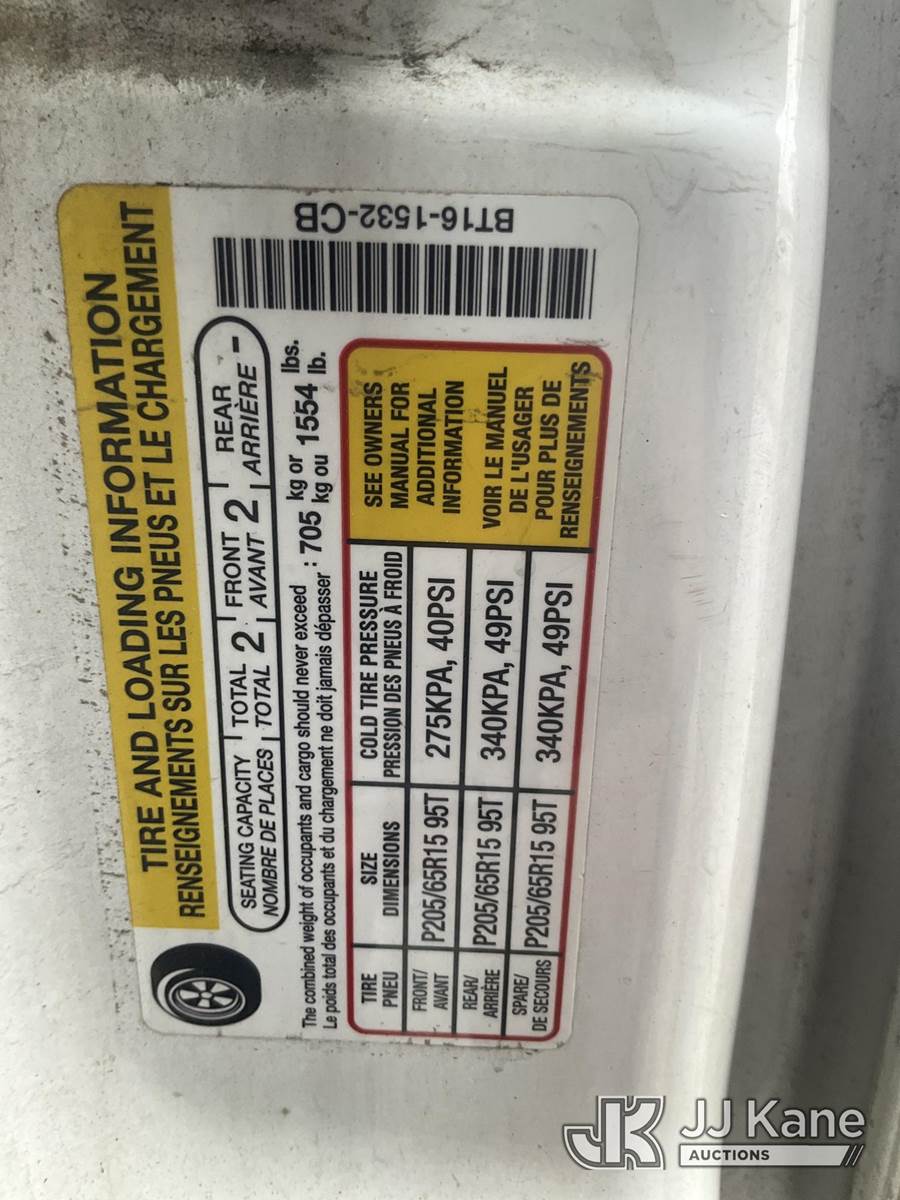 TIRE AND LOADING INFORMATION
RENSEIGNEMENTS SUR LES PNEUS ET LE CHARGEMENT
SEATING CAPACITY TOTAL 2 FRONT 2 REAR -
NOMBRE DE PLACES TOTAL AVANT ARRIÈRE
The combined weight of occupants and cargo should never exceed : 705 kg or 1554 lbs.
Le poids total des occupants et du chargement ne doit jamais dépasser kg ou lb.
TIRE SIZE COLD TIRE PRESSURE
PNEU DIMENSIONS PRESSION DES PNEUS À FROID
FRONT/
AVANT P205/65R15 95T 275KPA, 40PSI
REAR/
ARRIÈRE P205/65R15 95T 340KPA, 49PSI
SPARE/
DE SECOURS P205/65R15 95T 340KPA, 49PSI
SEE OWNERS
MANUAL FOR
ADDITIONAL
INFORMATION
VOIR LE MANUEL
DE L'USAGER
POUR PLUS DE
RENSEIGNEMENTS
BT16-1532-CB
JK JJ Kane
AUCTIONS